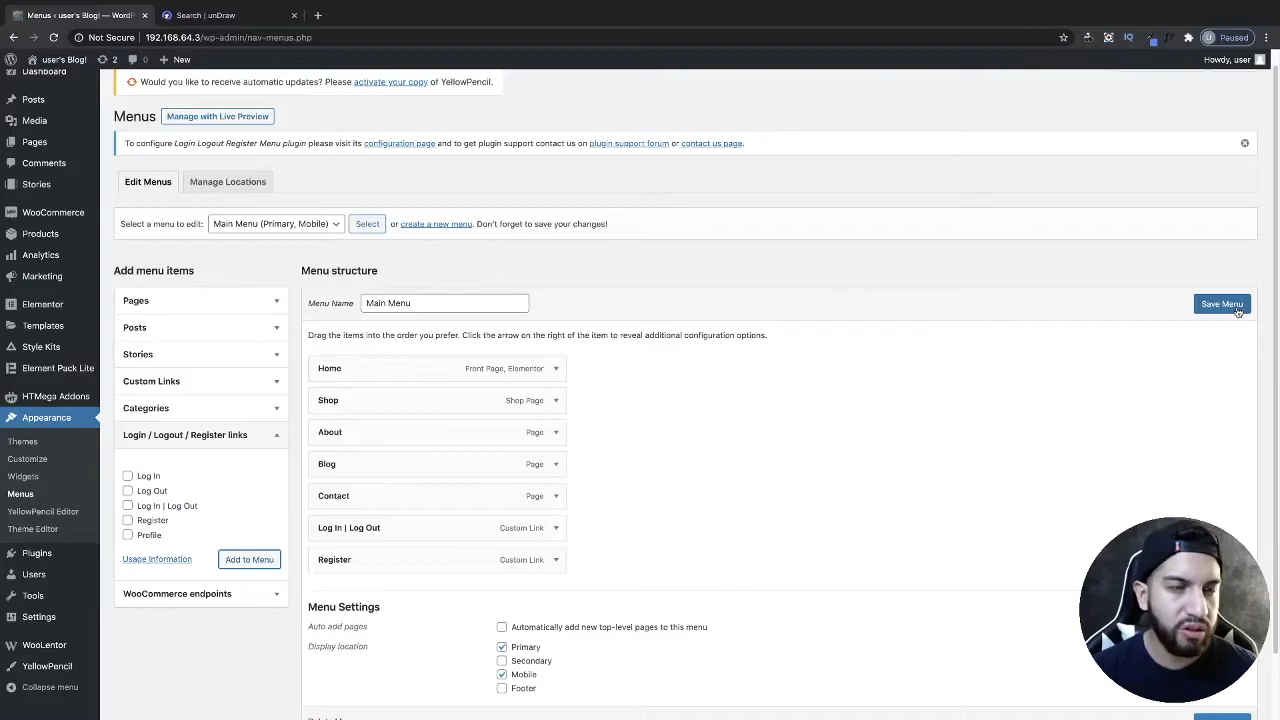 Menus ‹ user's Blog! — WordPr
Search | unDraw
Not Secure
192.168.64.3/wp-admin/nav-menus.php
Paused
user's Blog!
2
0
New
Howdy, user
Dashboard
Posts
Media
Pages
Comments
Stories
WooCommerce
Products
Analytics
Marketing
Elementor
Templates
Style Kits
Element Pack Lite
HTMega Addons
Appearance
Themes
Customize
Widgets
Menus
YellowPencil Editor
Theme Editor
Plugins
Users
Tools
Settings
WooLentor
YellowPencil
Collapse menu
Would you like to receive automatic updates? Please activate your copy of YellowPencil.
Menus
Manage with Live Preview
To configure Login Logout Register Menu plugin please visit its configuration page and to get plugin support contact us on plugin support forum or contact us page.
Edit Menus
Manage Locations
Select a menu to edit: Main Menu (Primary, Mobile) Select or create a new menu. Don't forget to save your changes!
Add menu items
Pages
Posts
Stories
Custom Links
Categories
Login / Logout / Register links
Log In
Log Out
Log In | Log Out
Register
Profile
Usage Information
Add to Menu
WooCommerce endpoints
Menu structure
Menu Name Main Menu
Save Menu
Drag the items into the order you prefer. Click the arrow on the right of the item to reveal additional configuration options.
Home Front Page, Elementor
Shop Shop Page
About Page
Blog Page
Contact Page
Log In | Log Out Custom Link
Register Custom Link
Menu Settings
Auto add pages
Automatically add new top-level pages to this menu
Display location
Primary
Secondary
Mobile
Footer